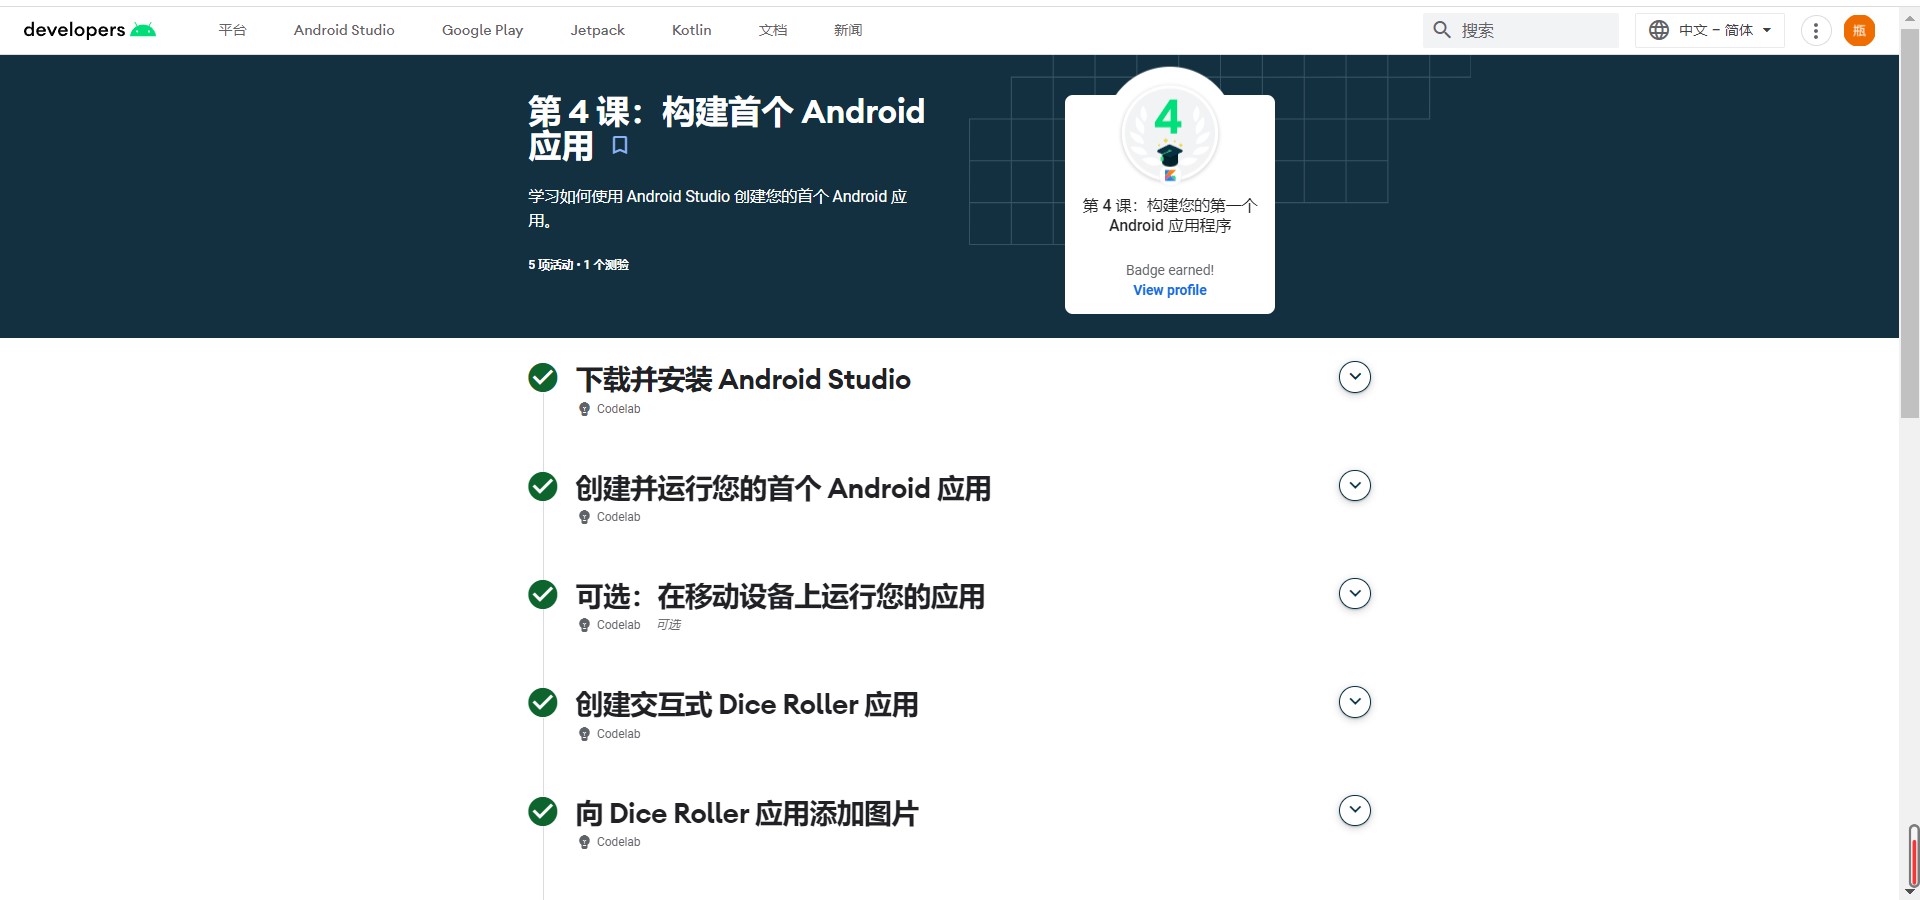 developers
平台
Android Studio
Google Play
Jetpack
Kotlin
文档
新闻
搜索
中文 – 简体
瓶
第 4 课：构建首个 Android
应用
学习如何使用 Android Studio 创建您的首个 Android 应
用。
5 项活动 • 1 个测验
4
第 4 课：构建您的第一个
Android 应用程序
Badge earned!
View profile
下载并安装 Android Studio
Codelab
创建并运行您的首个 Android 应用
Codelab
可选：在移动设备上运行您的应用
Codelab 可选
创建交互式 Dice Roller 应用
Codelab
向 Dice Roller 应用添加图片
Codelab